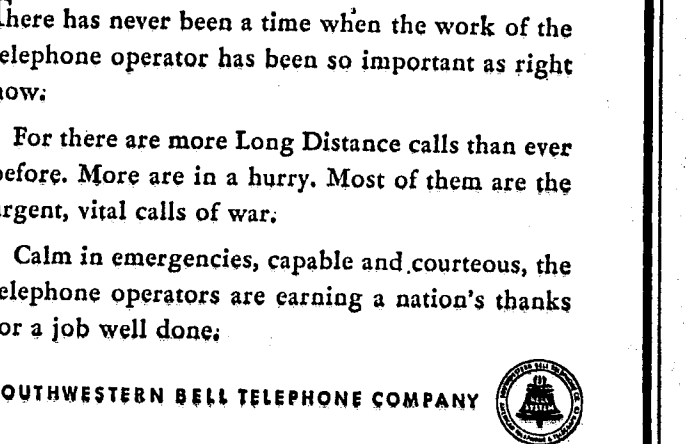 here has never been a time when the work of the
elephone operator has been so important as right
ow.
For there are more Long Distance calls than ever
efore. More are in a hurry. Most of them are the
rgent, vital calls of war.
Calm in emergencies, capable and courteous, the
elephone operators are earning a nation's thanks
or a job well done.
OUTHWESTERN BELL TELEPHONE COMPANY